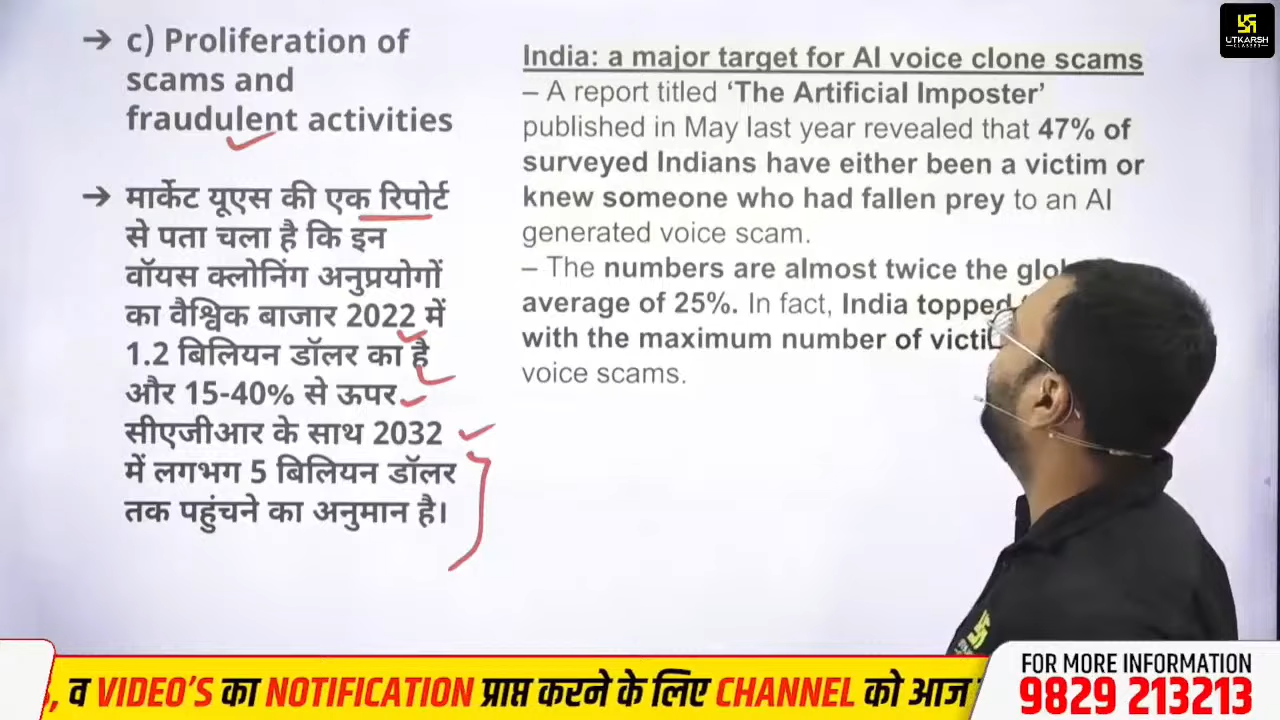 → c) Proliferation of
scams and
fraudulent activities
→ मार्केट यूएस की एक रिपोर्ट
से पता चला है कि इन
वॉयस क्लोनिंग अनुप्रयोगों
का वैश्विक बाजार 2022 में
1.2 बिलियन डॉलर का है
और 15-40% से ऊपर
सीएजीआर के साथ 2032
में लगभग 5 बिलियन डॉलर
तक पहुंचने का अनुमान है।
India: a major target for AI voice clone scams
– A report titled ‘The Artificial Imposter’
published in May last year revealed that 47% of
surveyed Indians have either been a victim or
knew someone who had fallen prey to an AI
generated voice scam.
– The numbers are almost twice the
average of 25%. In fact, India topped
with the maximum number of
voice scams.
UTKARSH
CLASSES
व VIDEO’S का NOTIFICATION प्राप्त करने के लिए CHANNEL को आज
FOR MORE INFORMATION
9829 213213